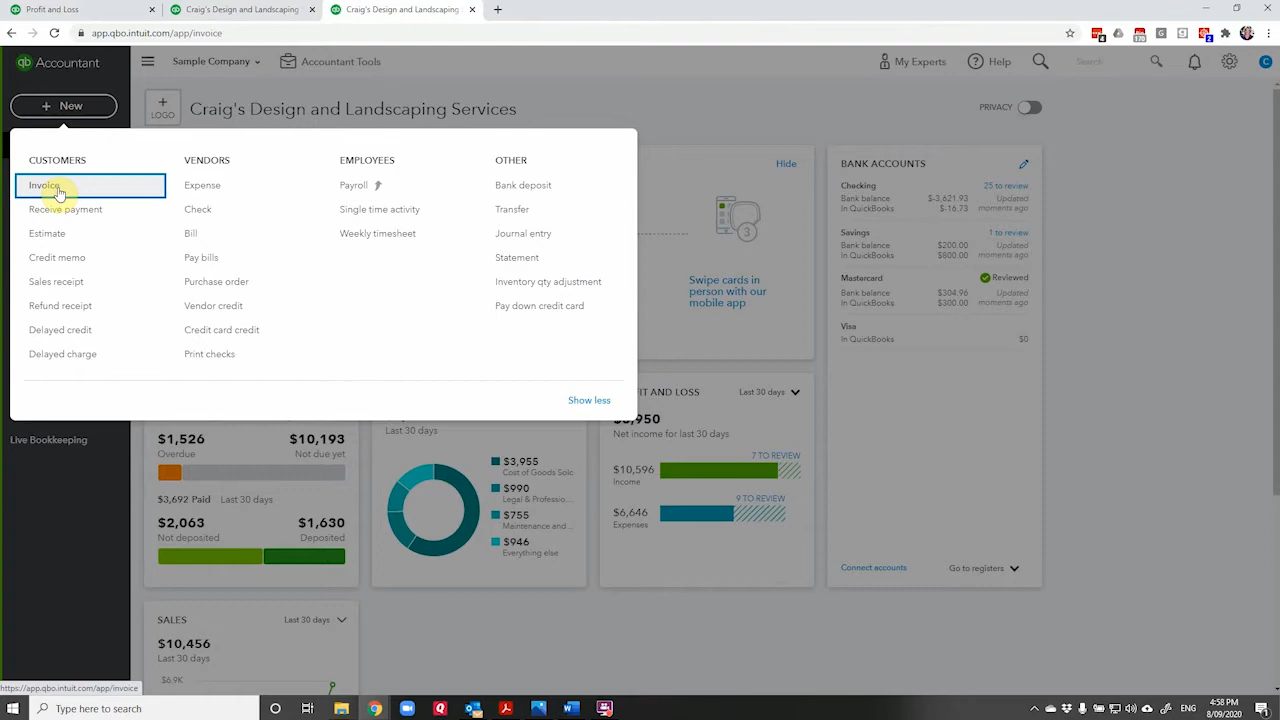 Profit and Loss
Craig's Design and Landscaping
Craig's Design and Landscaping
app.qbo.intuit.com/app/invoice
qb Accountant
Sample Company
Accountant Tools
My Experts
Help
Search
C
+ New
+ LOGO
Craig's Design and Landscaping Services
PRIVACY
CUSTOMERS
Invoice
Receive payment
Estimate
Credit memo
Sales receipt
Refund receipt
Delayed credit
Delayed charge
VENDORS
Expense
Check
Bill
Pay bills
Purchase order
Vendor credit
Credit card credit
Print checks
EMPLOYEES
Payroll
Single time activity
Weekly timesheet
OTHER
Bank deposit
Transfer
Journal entry
Statement
Inventory qty adjustment
Pay down credit card
Show less
Hide
3
Swipe cards in
person with our
mobile app
BANK ACCOUNTS
Checking
25 to review
Bank balance $-3,621.93 Updated
In QuickBooks $-16.73 moments ago
Savings
1 to review
Bank balance $200.00 Updated
In QuickBooks $800.00 moments ago
Mastercard
Reviewed
Bank balance $304.96 Updated
In QuickBooks $300.00 moments ago
Visa
In QuickBooks $0
Connect accounts
Go to registers
Live Bookkeeping
$1,526 $10,193
Overdue Not due yet
$3,692 Paid Last 30 days
$2,063 $1,630
Not deposited Deposited
Last 30 days
$3,955
Cost of Goods Solc
$990
Legal & Professio...
$755
Maintenance and...
$946
Everything else
FIT AND LOSS
Last 30 days
Net income for last 30 days
7 TO REVIEW
$10,596
Income
9 TO REVIEW
$6,646
Expenses
SALES
Last 30 days
$10,456
Last 30 days
$6.9K
https://app.qbo.intuit.com/app/invoice
Type here to search
4:58 PM
8/09/2020